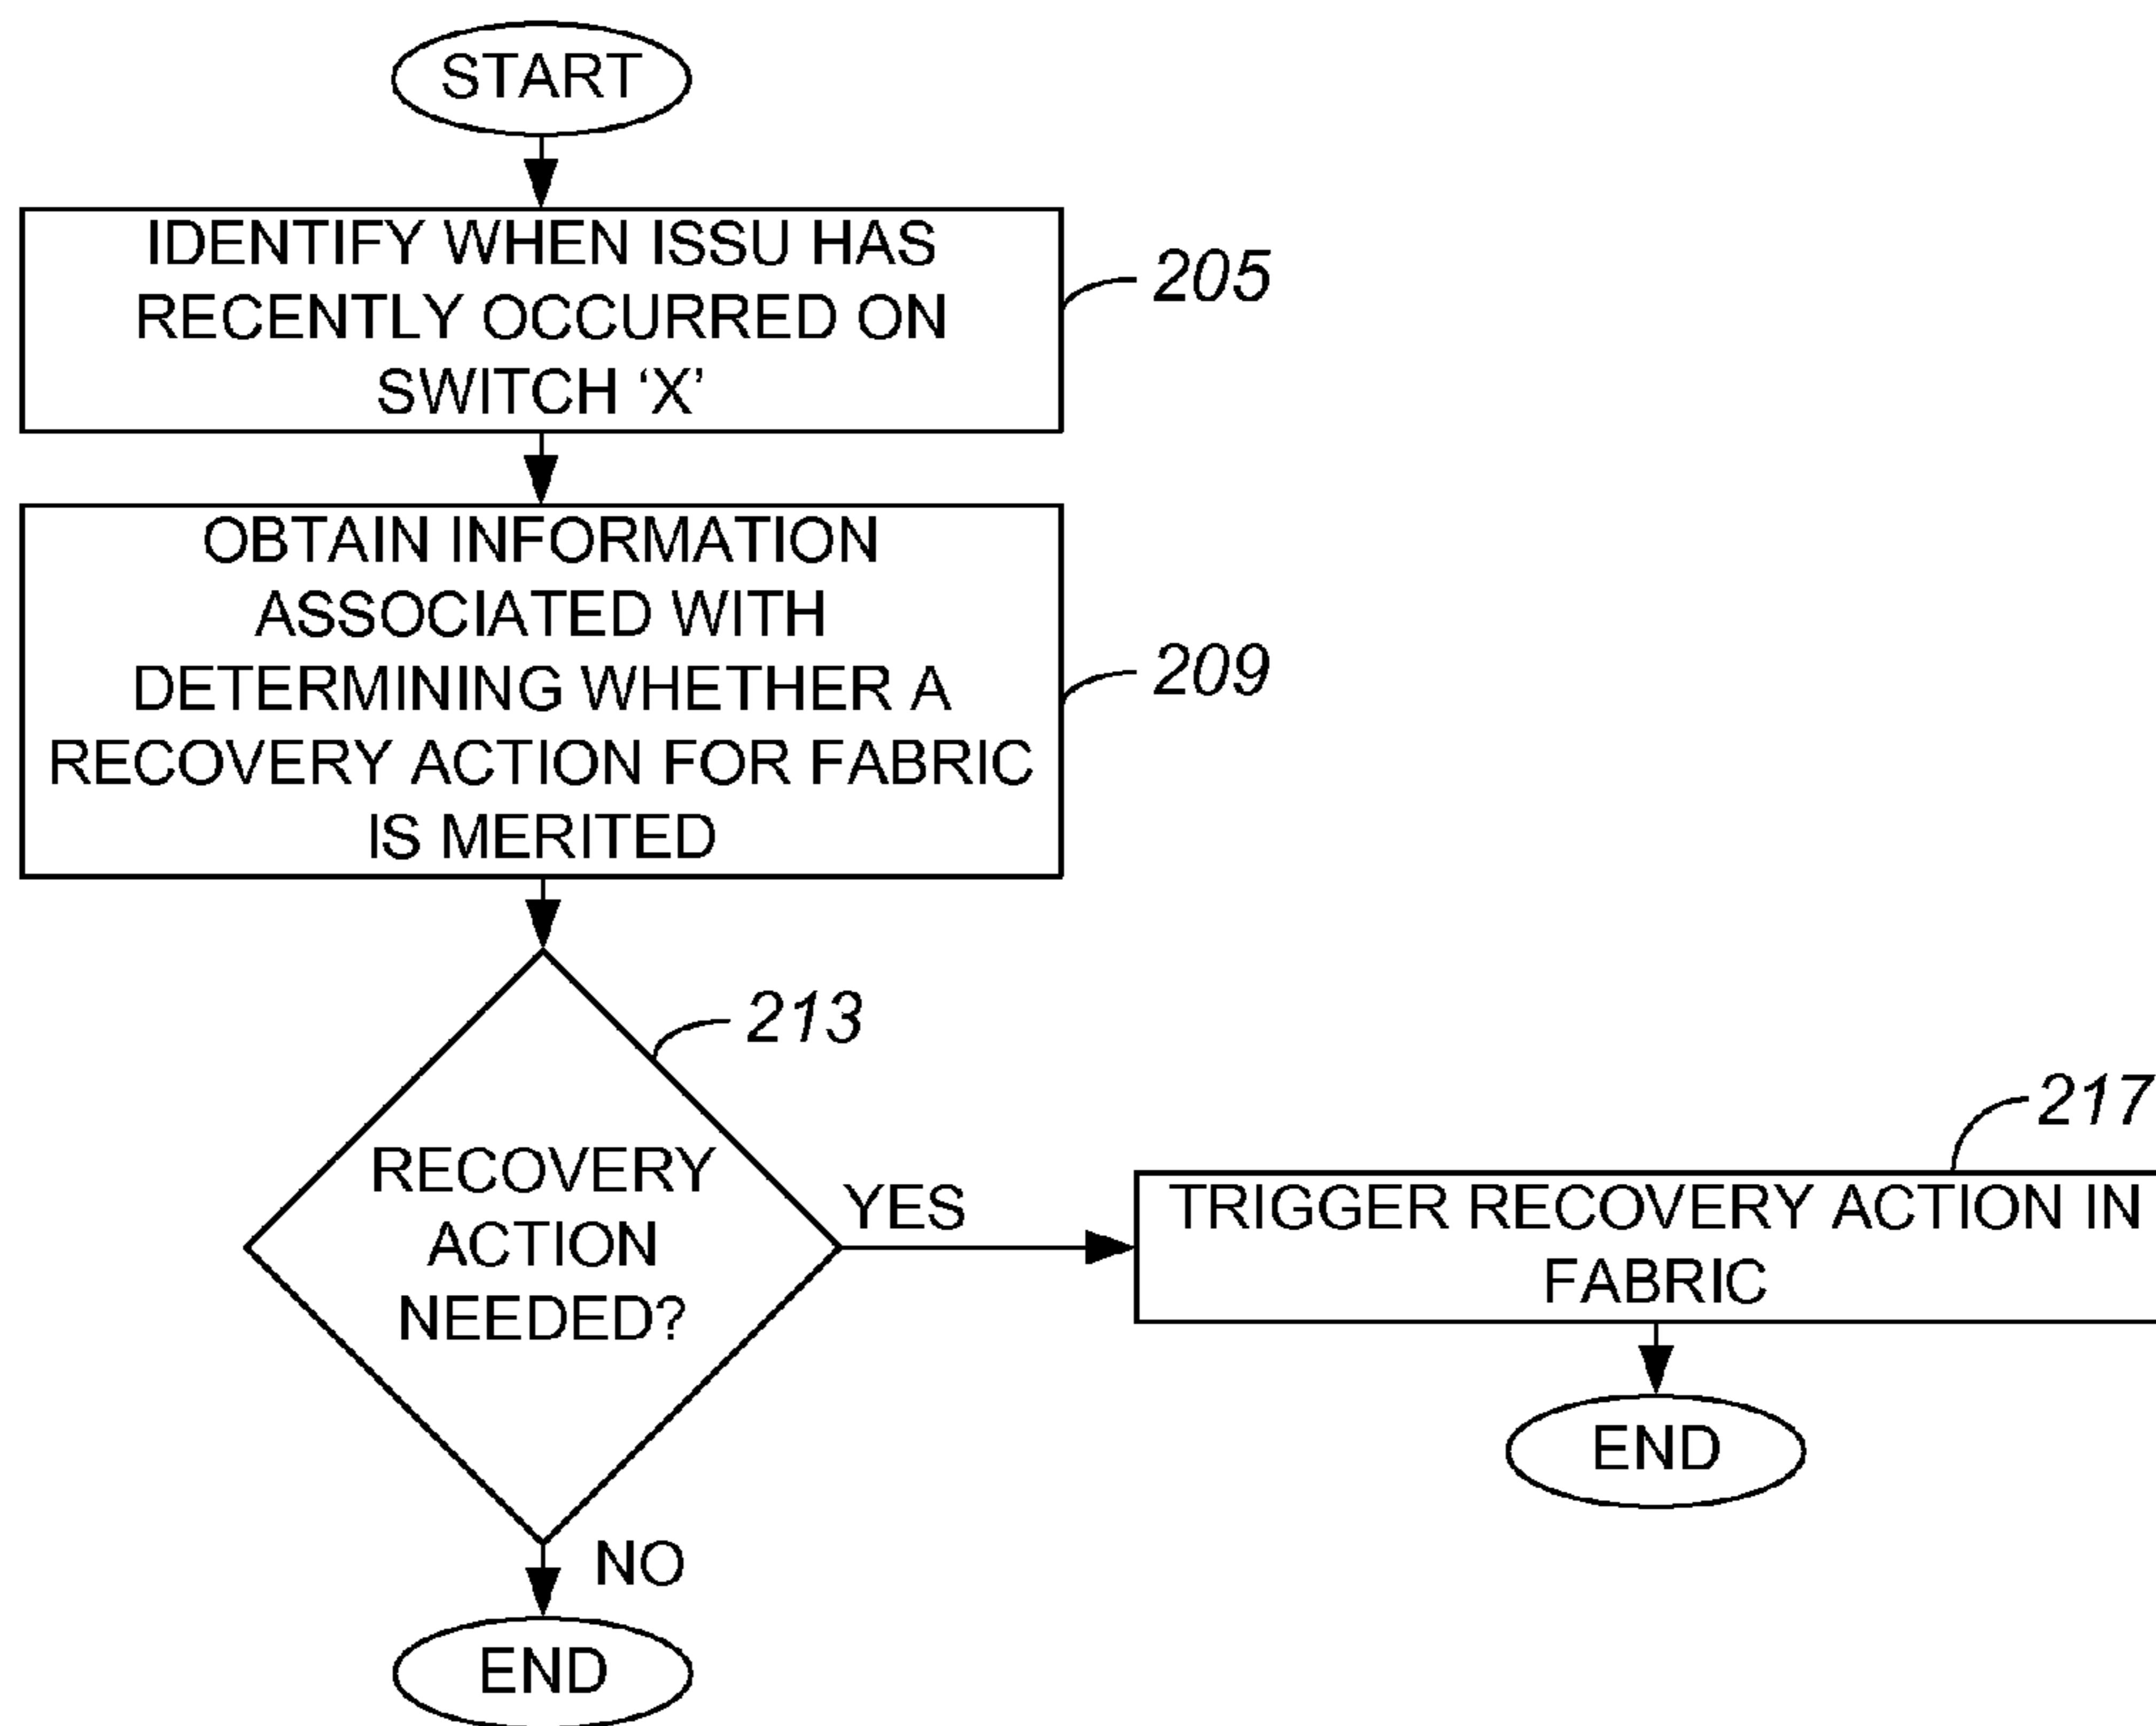 START
IDENTIFY WHEN ISSU HAS
RECENTLY OCCURRED ON
SWITCH ‘X’
205
OBTAIN INFORMATION
ASSOCIATED WITH
DETERMINING WHETHER A
RECOVERY ACTION FOR FABRIC
IS MERITED
209
213
RECOVERY
ACTION
NEEDED?
YES
217
TRIGGER RECOVERY ACTION IN
FABRIC
END
NO
END